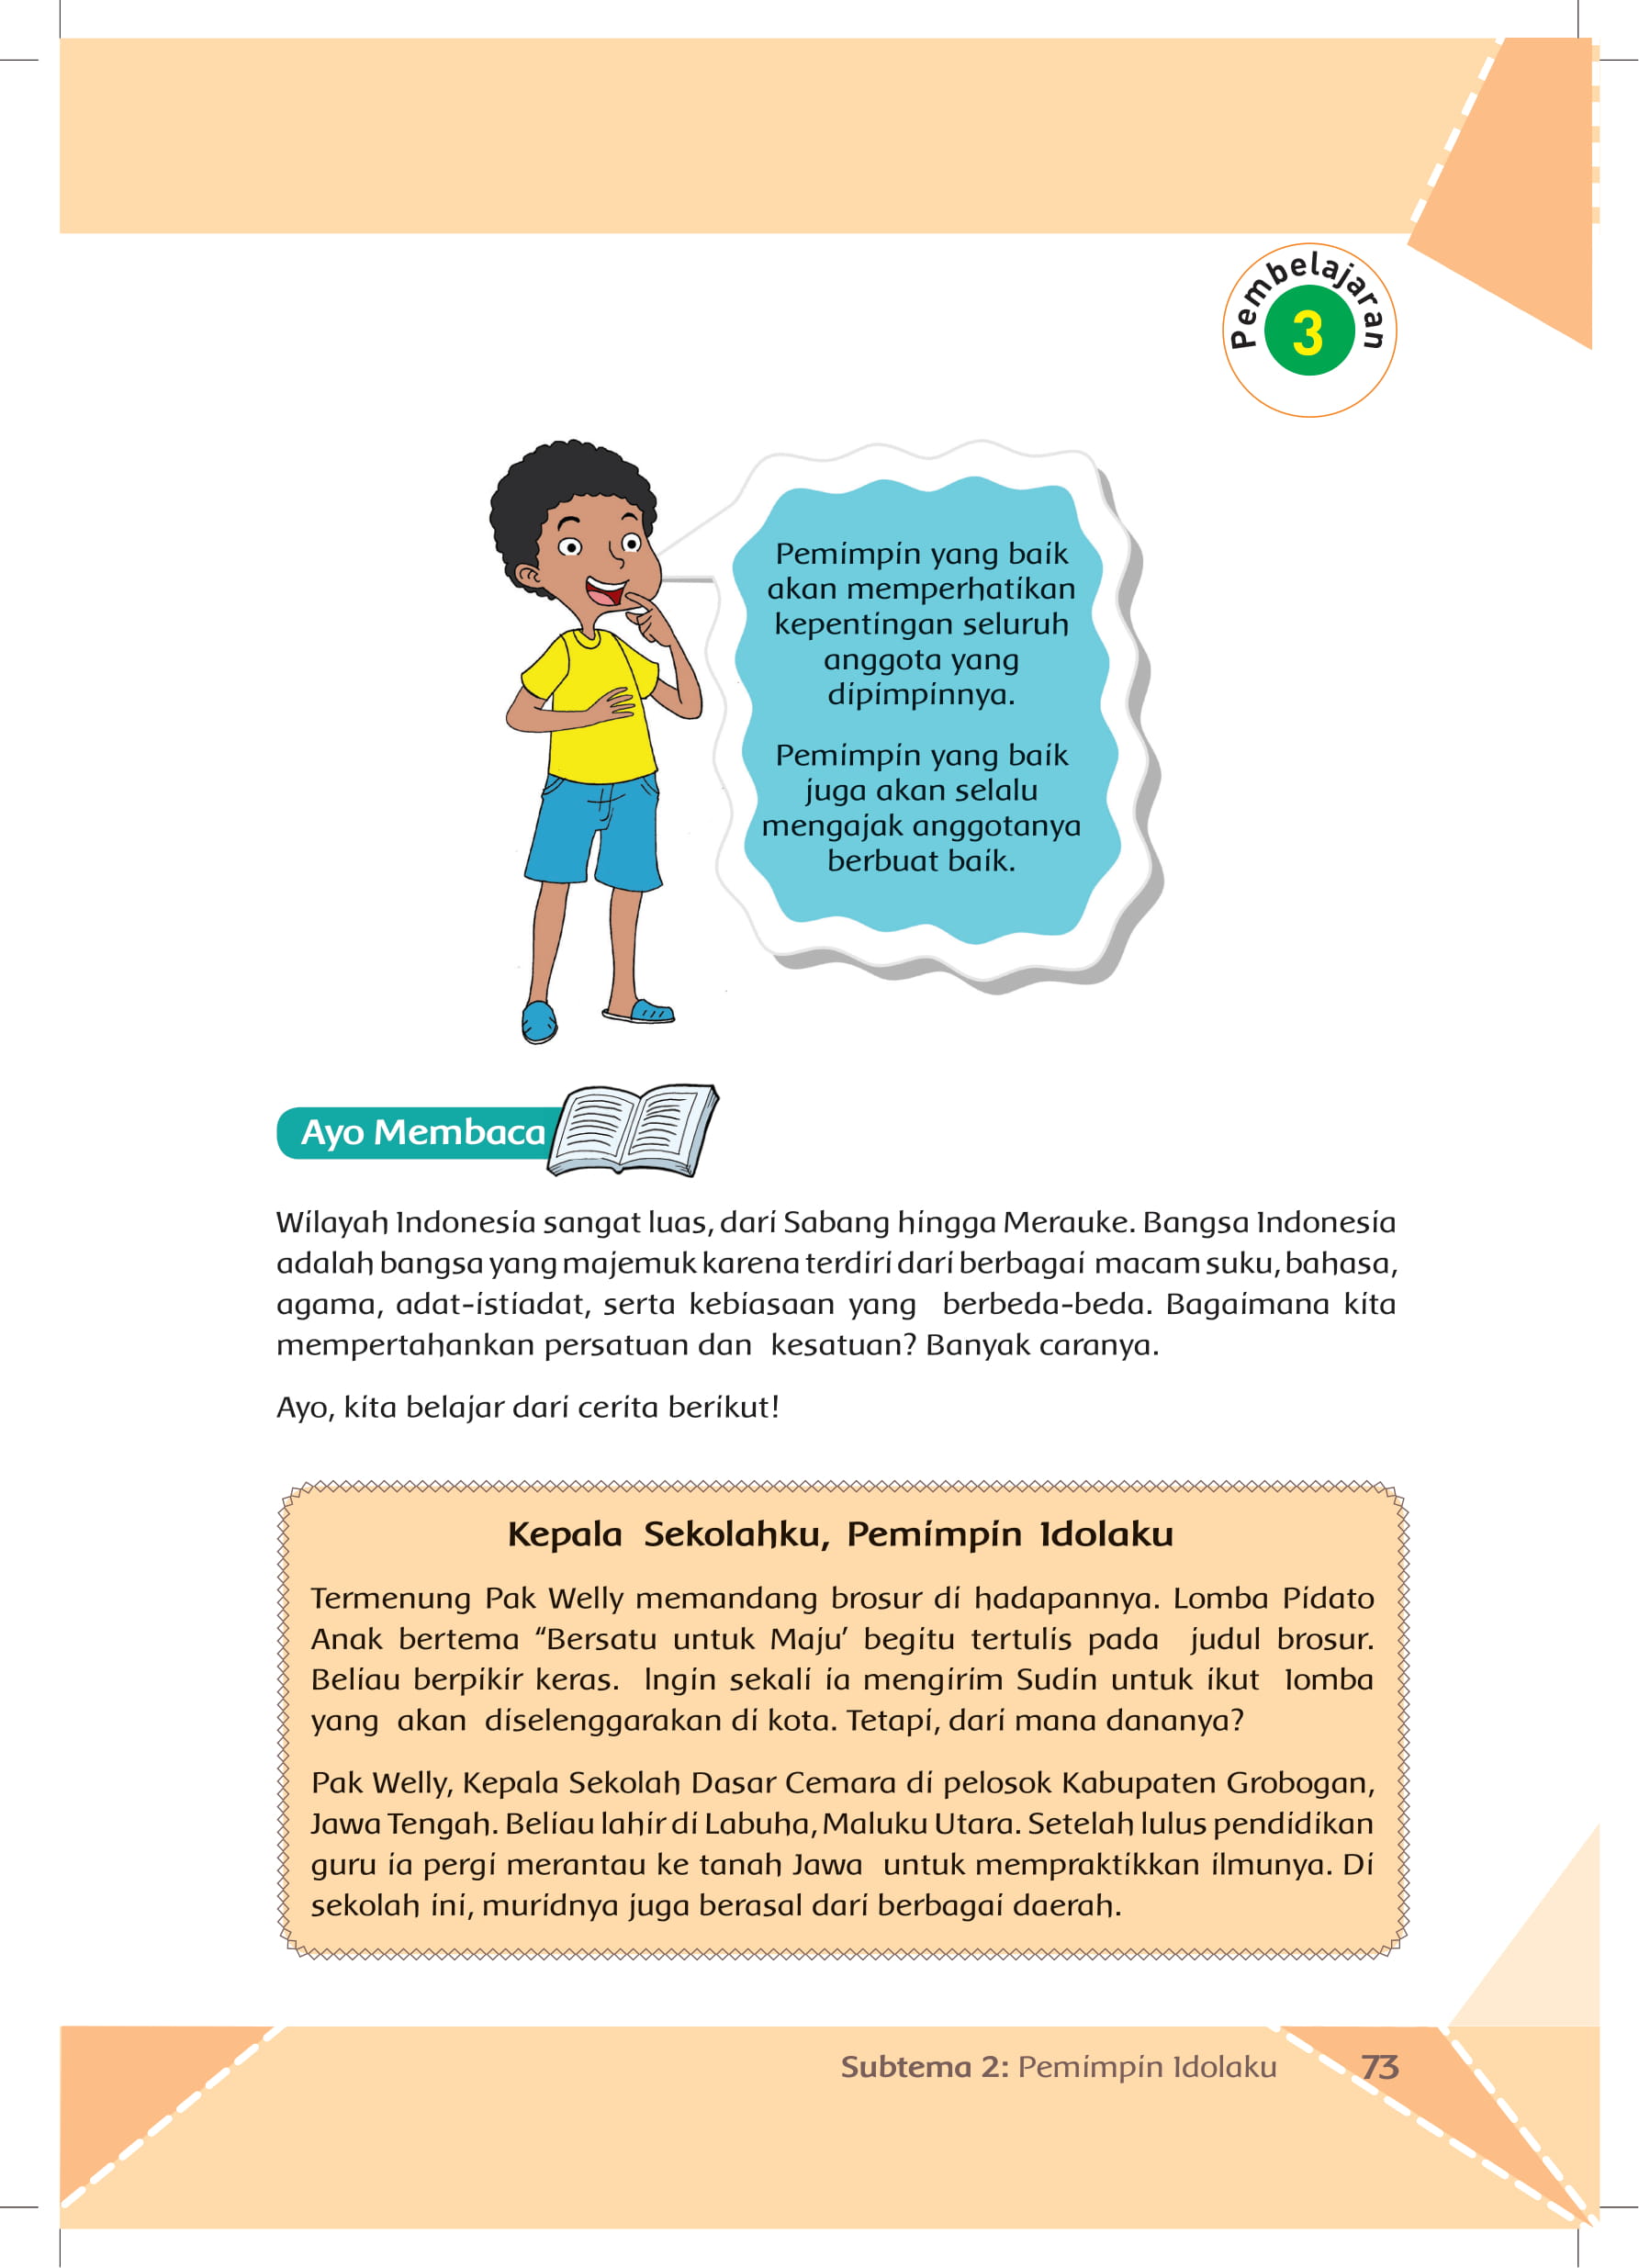 Pembelajaran
3
Pemimpin yang baik
akan memperhatikan
kepentingan seluruh
anggota yang
dipimpinnya.
Pemimpin yang baik
juga akan selalu
mengajak anggotanya
berbuat baik.
Ayo Membaca
Wilayah Indonesia sangat luas, dari Sabang hingga Merauke. Bangsa Indonesia
adalah bangsa yang majemuk karena terdiri dari berbagai macam suku, bahasa,
agama, adat-istiadat, serta kebiasaan yang berbeda-beda. Bagaimana kita
mempertahankan persatuan dan kesatuan? Banyak caranya.
Ayo, kita belajar dari cerita berikut!
Kepala Sekolahku, Pemimpin Idolaku
Termenung Pak Welly memandang brosur di hadapannya. Lomba Pidato
Anak bertema “Bersatu untuk Maju’ begitu tertulis pada judul brosur.
Beliau berpikir keras. Ingin sekali ia mengirim Sudin untuk ikut lomba
yang akan diselenggarakan di kota. Tetapi, dari mana dananya?
Pak Welly, Kepala Sekolah Dasar Cemara di pelosok Kabupaten Grobogan,
Jawa Tengah. Beliau lahir di Labuha, Maluku Utara. Setelah lulus pendidikan
guru ia pergi merantau ke tanah Jawa untuk mempraktikkan ilmunya. Di
sekolah ini, muridnya juga berasal dari berbagai daerah.
Subtema 2: Pemimpin Idolaku 73